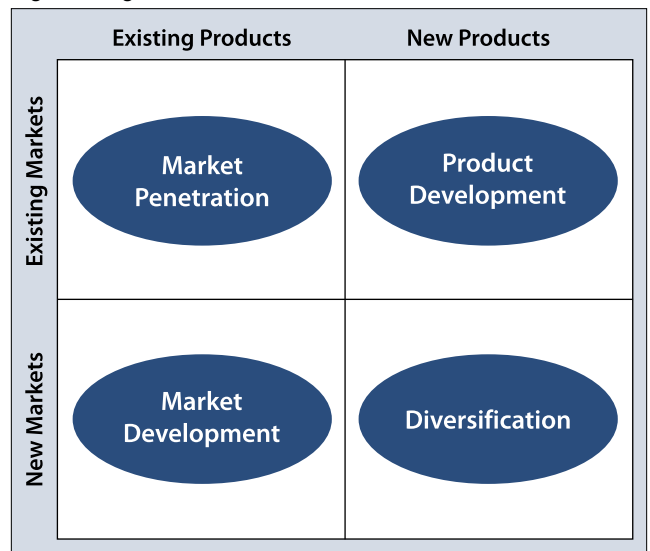 Existing Products
New Products
Existing Markets
Market
Penetration
Product
Development
New Markets
Market
Development
Diversification